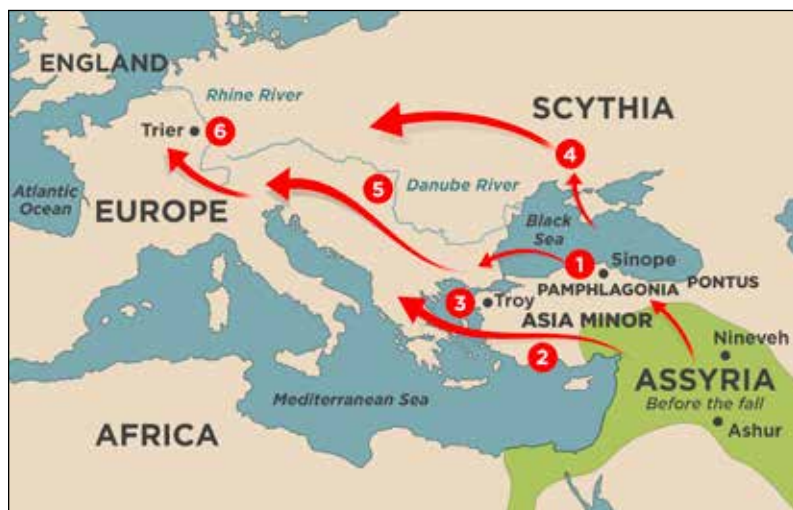 ENGLAND
Rhine River
SCYTHIA
Trier
6
4
Atlantic
Ocean
EUROPE
5
Danube River
Black
Sea
1
Sinope
PAMPHLAGONIA
PONTUS
3
Troy
ASIA MINOR
2
Nineveh
ASSYRIA
Before the fall
Mediterranean Sea
AFRICA
Ashur